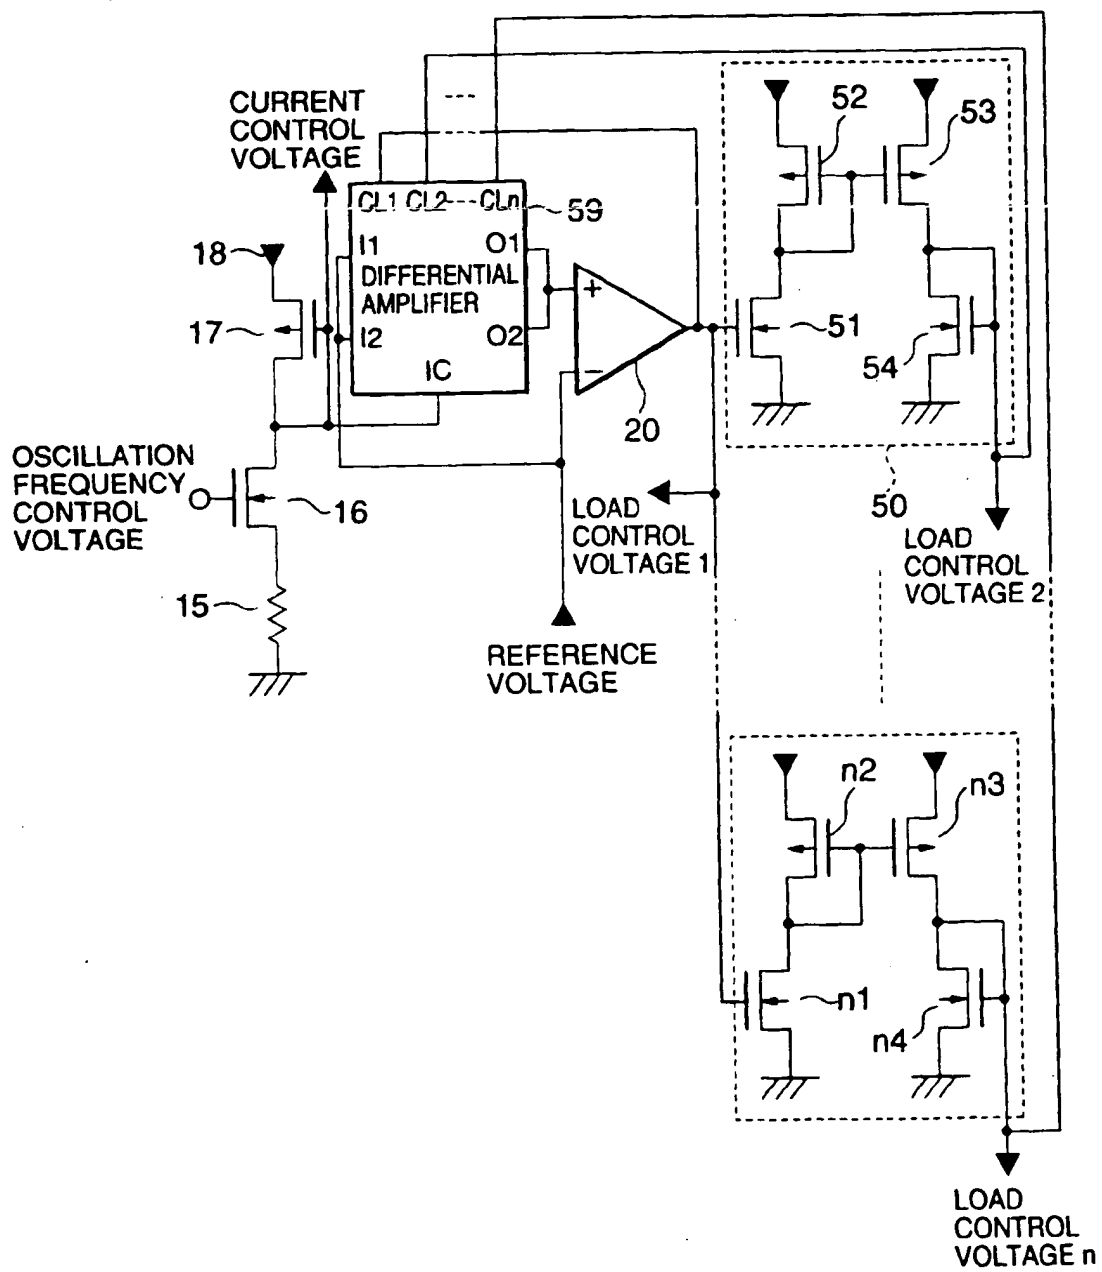 CURRENT
CONTROL
VOLTAGE
CL1 CL2 CLn
59
52
53
18
I1
O1
DIFFERENTIAL
AMPLIFIER
17
I2
O2
IC
+
−
20
51
54
OSCILLATION
FREQUENCY
CONTROL
VOLTAGE
16
LOAD
CONTROL
VOLTAGE 1
50
LOAD
CONTROL
VOLTAGE 2
15
REFERENCE
VOLTAGE
n2
n3
n1
n4
LOAD
CONTROL
VOLTAGE n